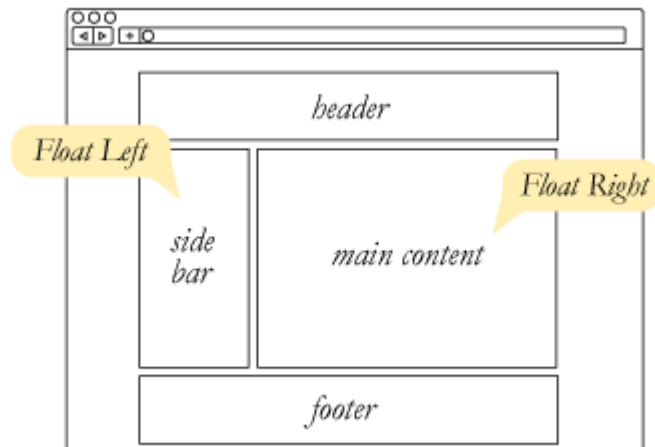 header
Float Left
Float Right
side
bar
main content
footer